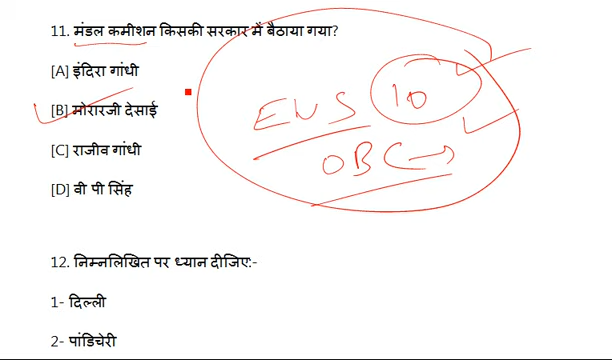 11. मंडल कमीशन किसकी सरकार में बैठाया गया?
[A] इंदिरा गांधी
[B] मोरारजी देसाई
[C] राजीव गांधी
[D] वी पी सिंह
EWS 10
OBC →
12. निम्नलिखित पर ध्यान दीजिए:-
1- दिल्ली
2- पांडिचेरी